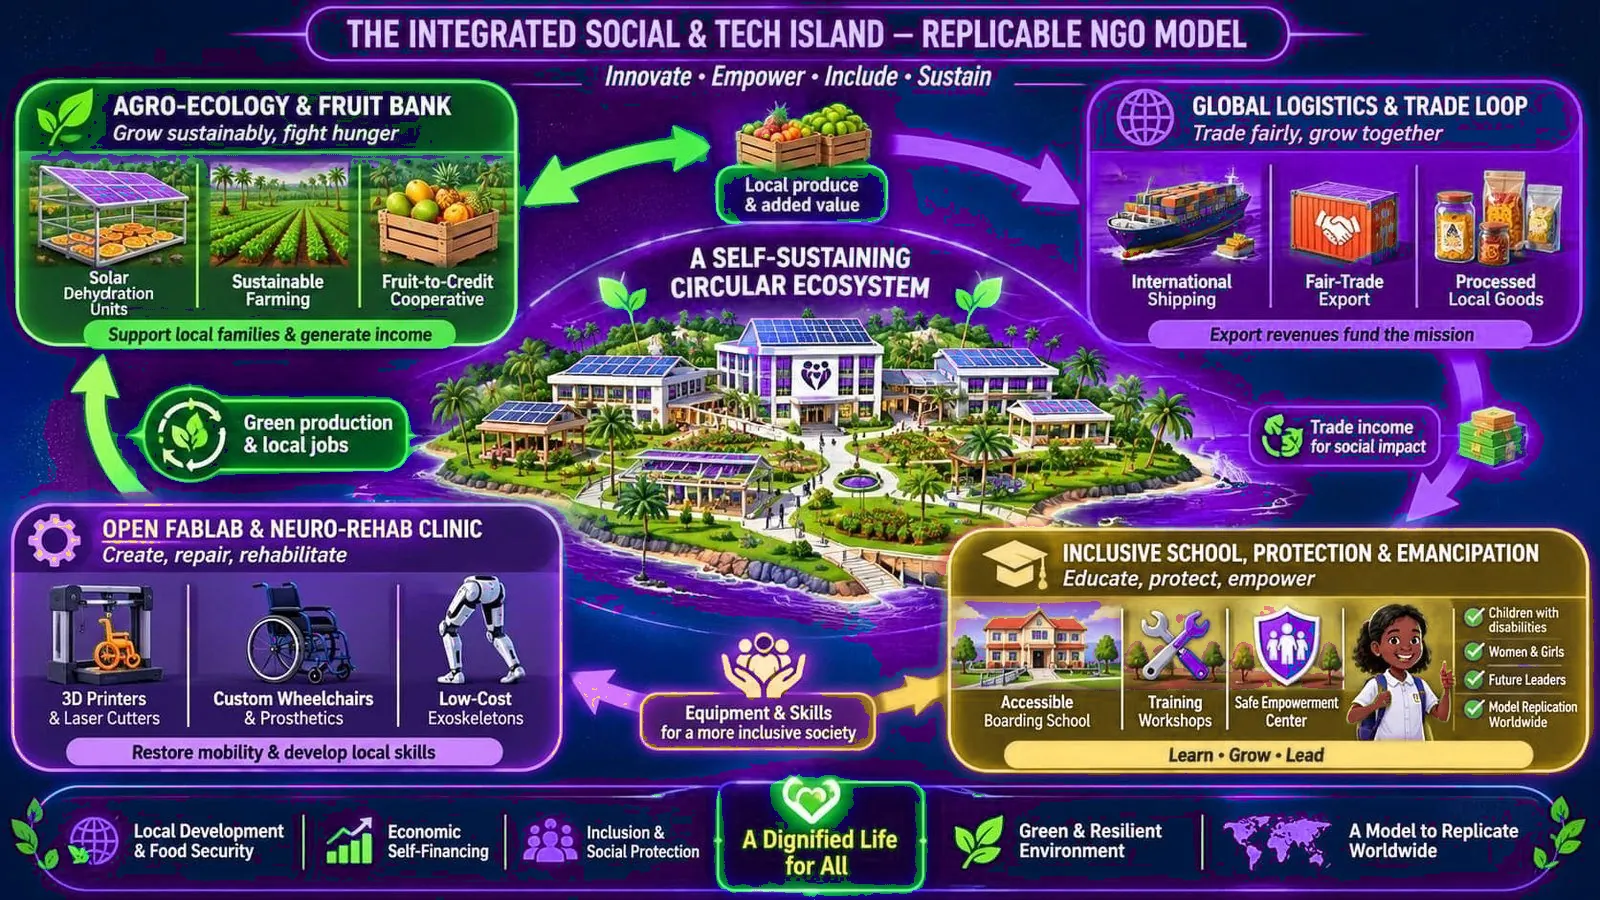 THE INTEGRATED SOCIAL & TECH ISLAND – REPLICABLE NGO MODEL
Innovate • Empower • Include • Sustain
AGRO-ECOLOGY & FRUIT BANK
Grow sustainably, fight hunger
Solar
Dehydration
Units
Sustainable
Farming
Fruit-to-Credit
Cooperative
Support local families & generate income
Local produce
& added value
GLOBAL LOGISTICS & TRADE LOOP
Trade fairly, grow together
International
Shipping
Fair-Trade
Export
Processed
Local Goods
Export revenues fund the mission
A SELF-SUSTAINING
CIRCULAR ECOSYSTEM
Green production
& local jobs
Trade income
for social impact
OPEN FABLAB & NEURO-REHAB CLINIC
Create, repair, rehabilitate
3D Printers
& Laser Cutters
Custom Wheelchairs
& Prosthetics
Low-Cost
Exoskeletons
Restore mobility & develop local skills
Equipment & Skills
for a more inclusive society
INCLUSIVE SCHOOL, PROTECTION & EMANCIPATION
Educate, protect, empower
Accessible
Boarding School
Training
Workshops
Safe Empowerment
Center
Children with
disabilities
Women & Girls
Future Leaders
Model Replication
Worldwide
Learn • Grow • Lead
Local Development
& Food Security
Economic
Self-Financing
Inclusion &
Social Protection
A Dignified Life
for All
Green & Resilient
Environment
A Model to Replicate
Worldwide